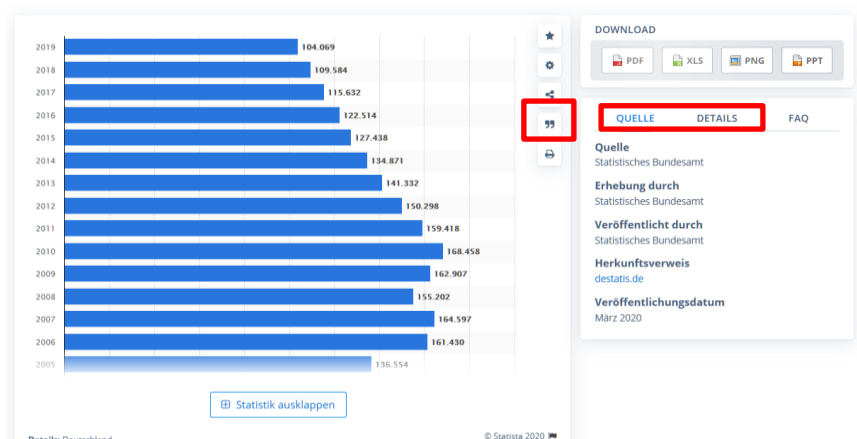 2019 104.069
2018 109.584
2017 115.632
2016 122.514
2015 127.438
2014 134.871
2013 141.332
2012 150.298
2011 159.418
2010 168.458
2009 162.907
2008 155.202
2007 164.597
2006 161.430
2005 136.554
Statistik ausklappen
© Statista 2020
DOWNLOAD
PDF XLS PNG PPT
QUELLE DETAILS FAQ
Quelle
Statistisches Bundesamt
Erhebung durch
Statistisches Bundesamt
Veröffentlicht durch
Statistisches Bundesamt
Herkunftsverweis
destatis.de
Veröffentlichungsdatum
März 2020